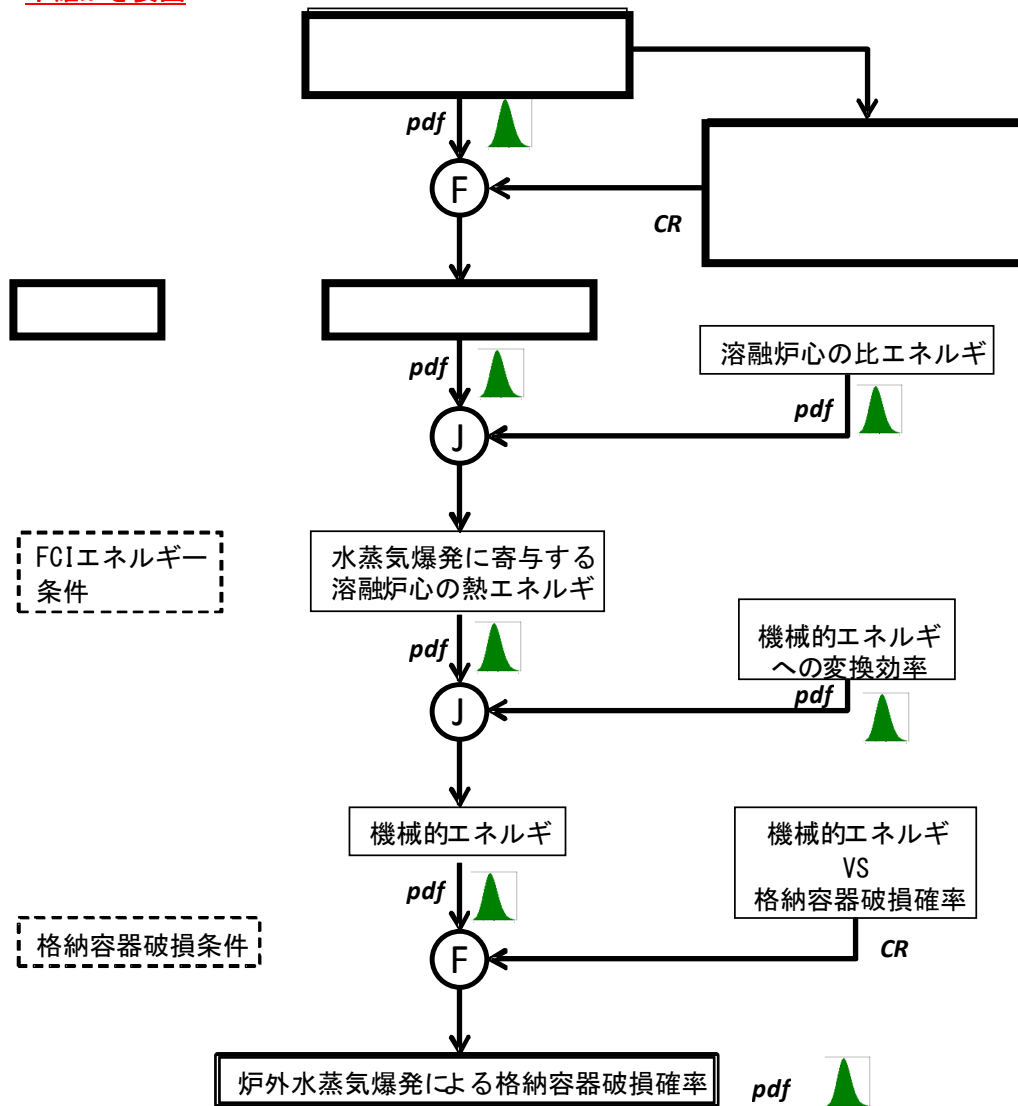 pdf
F
CR
pdf
溶融炉心の比エネルギ
pdf
J
FCIエネルギー
条件
水蒸気爆発に寄与する
溶融炉心の熱エネルギ
pdf
機械的エネルギ
への変換効率
pdf
J
機械的エネルギ
機械的エネルギ
VS
格納容器破損確率
pdf
格納容器破損条件
F
CR
炉外水蒸気爆発による格納容器破損確率
pdf